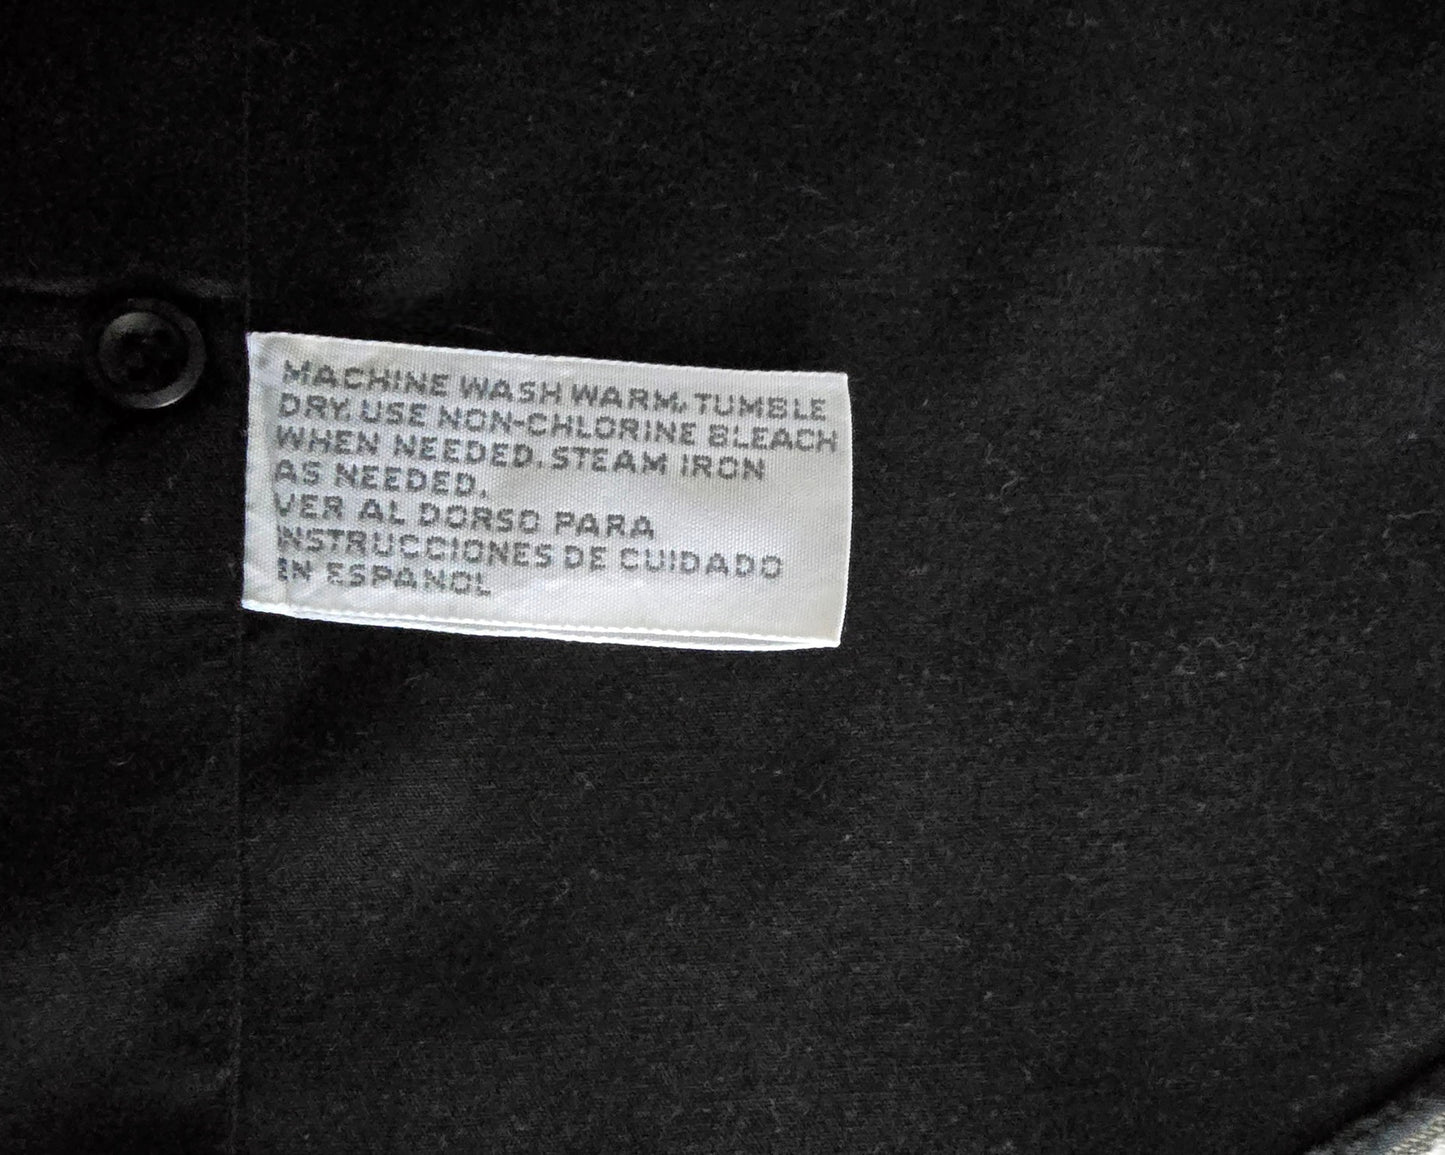 MACHINE WASH WARM, TUMBLE
DRY. USE NON-CHLORINE BLEACH
WHEN NEEDED. STEAM IRON
AS NEEDED.
VER AL DORSO PARA
INSTRUCCIONES DE CUIDADO
EN ESPANOL